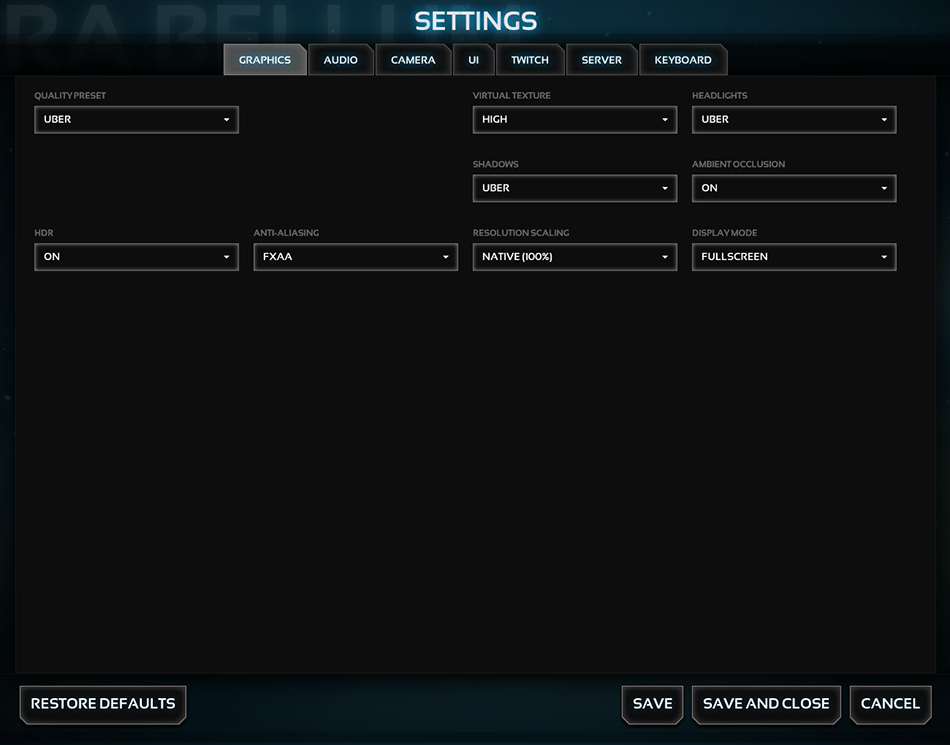 RA BELLUM
SETTINGS
GRAPHICS AUDIO CAMERA UI TWITCH SERVER KEYBOARD
QUALITY PRESET VIRTUAL TEXTURE HEADLIGHTS
UBER HIGH UBER
SHADOWS AMBIENT OCCLUSION
UBER ON
HDR ANTI-ALIASING RESOLUTION SCALING DISPLAY MODE
ON FXAA NATIVE (100%) FULLSCREEN
RESTORE DEFAULTS SAVE SAVE AND CLOSE CANCEL